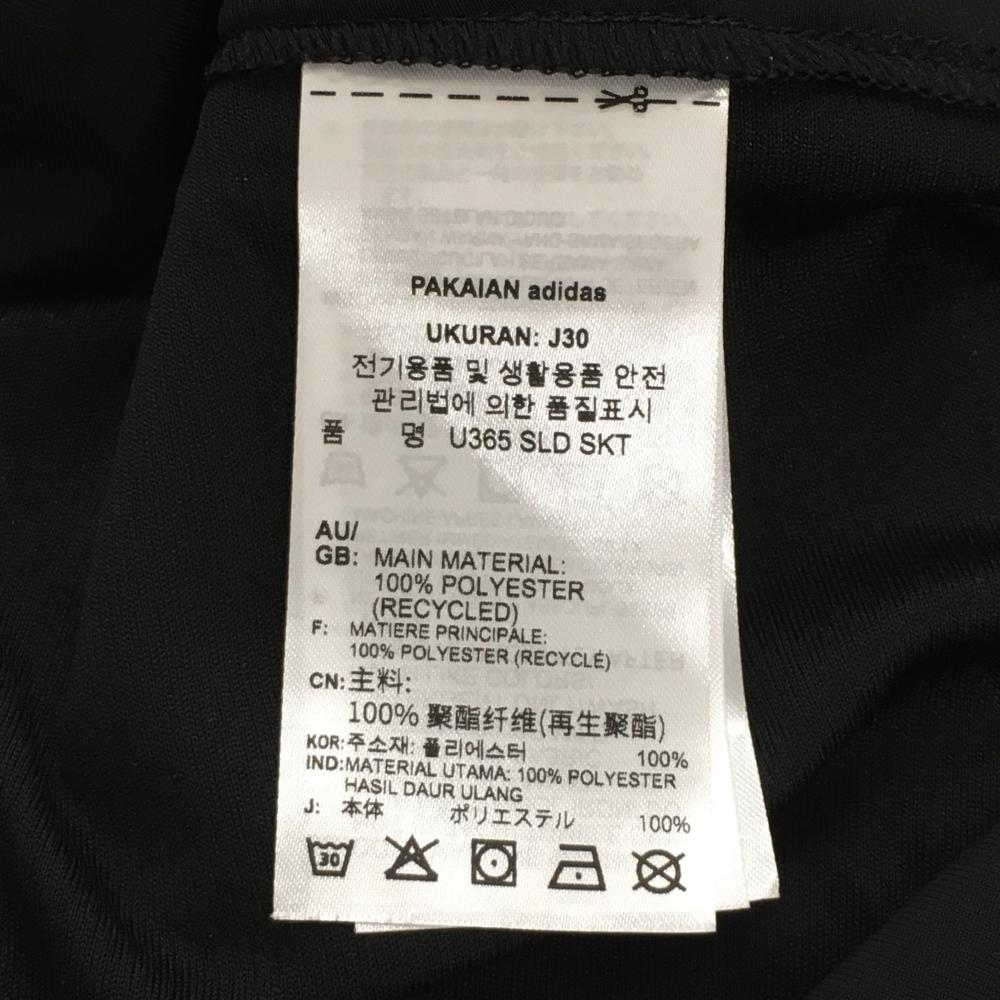 PAKAIAN adidas
UKURAN: J30
전기용품 및 생활용품 안전
관리법에 의한 품질표시
품 명 U365 SLD SKT
AU/
GB: MAIN MATERIAL:
100% POLYESTER
(RECYCLED)
F: MATIERE PRINCIPALE:
100% POLYESTER (RECYCLÉ)
CN: 主料:
100% 聚酯纤维(再生聚酯)
KOR: 주소재: 폴리에스터 100%
IND: MATERIAL UTAMA: 100% POLYESTER
HASIL DAUR ULANG
J: 本体 ポリエステル 100%
30